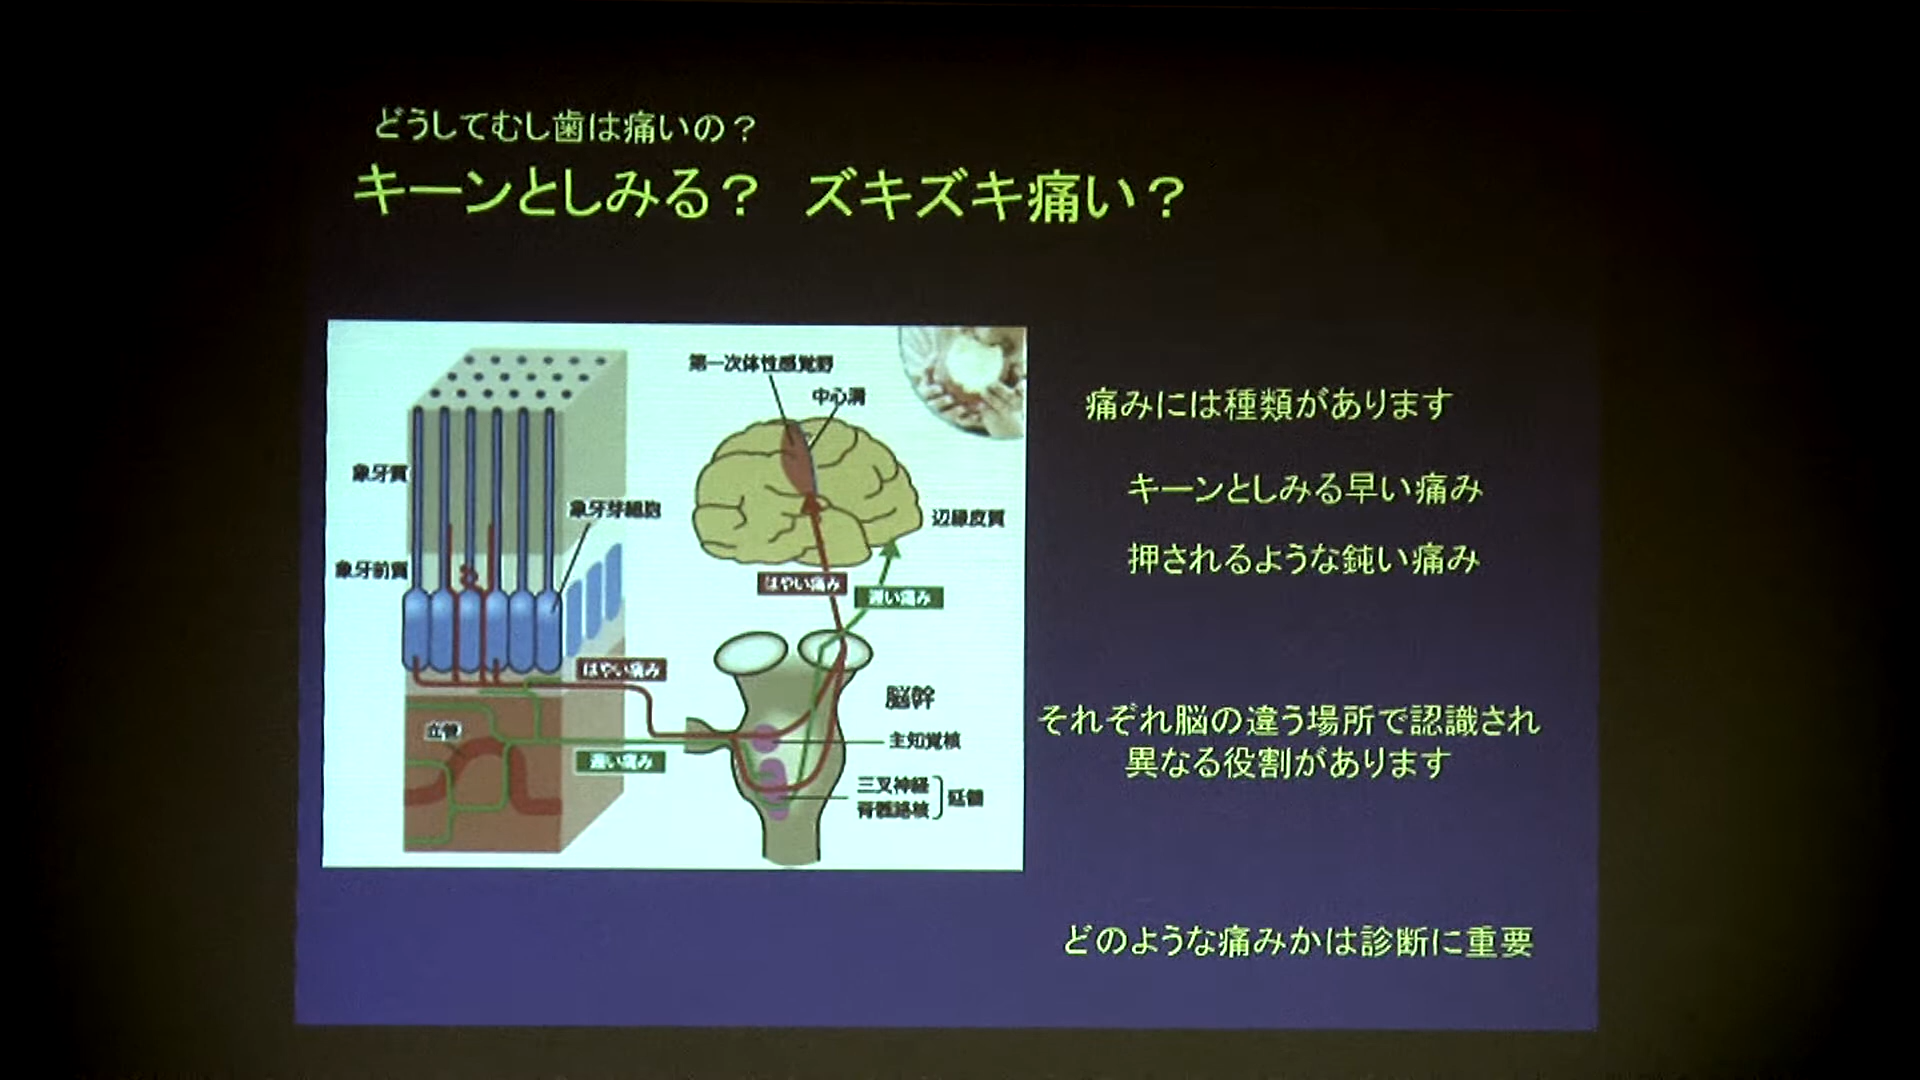 どうしてむし歯は痛いの？
キーンとしみる？　ズキズキ痛い？
第一次体性感覚野
中心溝
象牙質
象牙芽細胞
辺縁皮質
象牙前質
はやい痛み
遅い痛み
はやい痛み
脳幹
主知覚核
遅い痛み
三叉神経
脊髄路核
延髄
痛みには種類があります
キーンとしみる早い痛み
押されるような鈍い痛み
それぞれ脳の違う場所で認識され
異なる役割があります
どのような痛みかは診断に重要